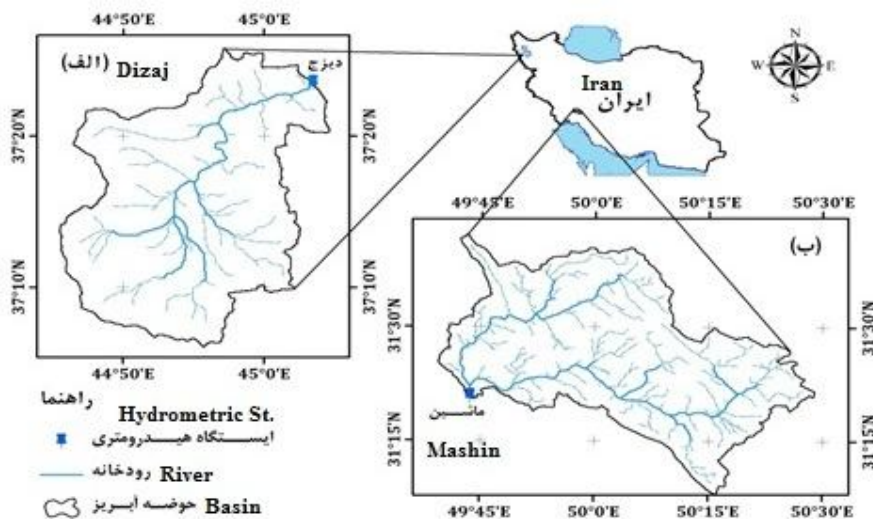 44°50'E 45°0'E
(الف) Dizaj
دیزج
37°20'N
37°20'N
37°10'N
37°10'N
44°50'E 45°0'E
Iran
ایران
N
W E
S
49°45'E 50°0'E 50°15'E 50°30'E
(ب)
31°30'N
31°30'N
31°15'N
31°15'N
ماشین
Mashin
49°45'E 50°0'E 50°15'E 50°30'E
راهنما
Hydrometric St.
ایستگاه هیدرومتری
رودخانه River
حوضه آبریز Basin